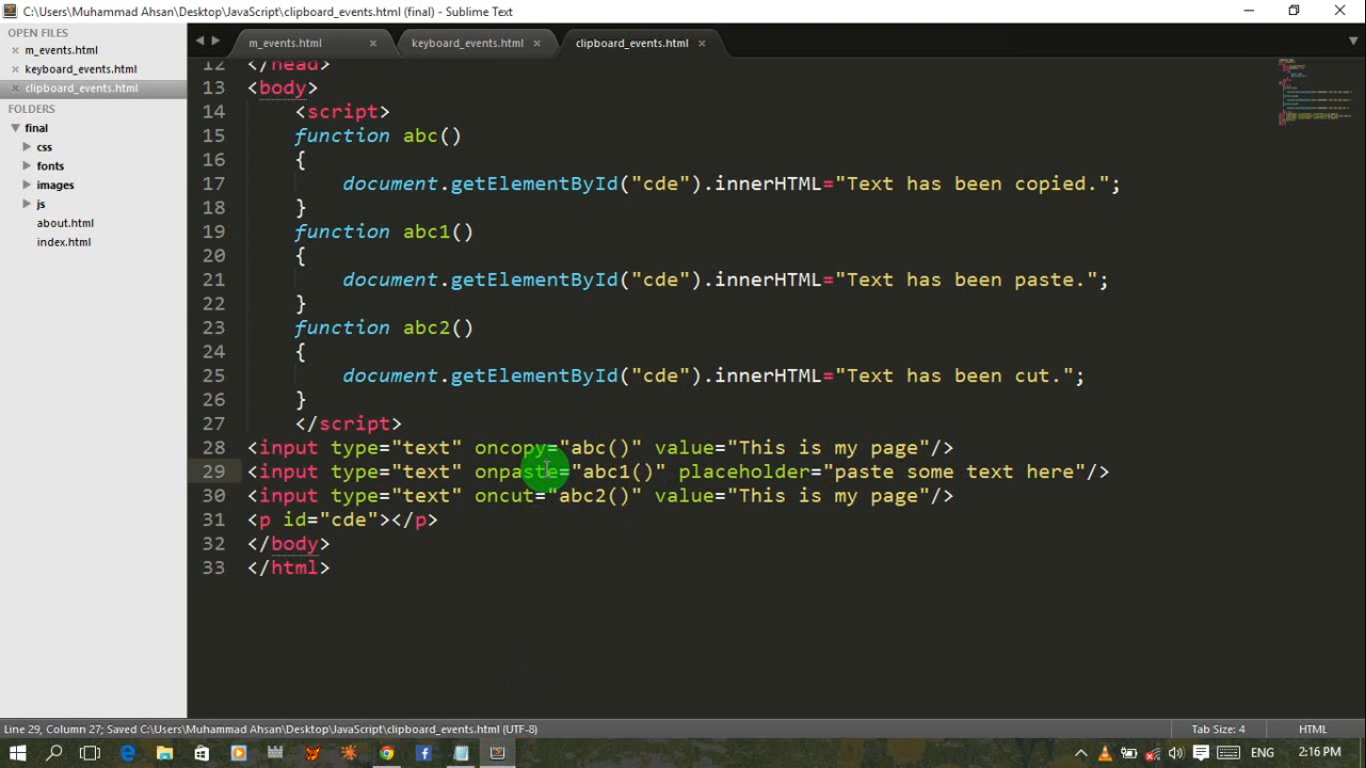 C:\Users\Muhammad Ahsan\Desktop\JavaScript\clipboard_events.html (final) - Sublime Text
OPEN FILES
m_events.html
keyboard_events.html
clipboard_events.html
FOLDERS
final
css
fonts
images
js
about.html
index.html
m_events.html
keyboard_events.html
clipboard_events.html
12 </head>
13 <body>
14 <script>
15 function abc()
16 {
17 document.getElementById("cde").innerHTML="Text has been copied.";
18 }
19 function abc1()
20 {
21 document.getElementById("cde").innerHTML="Text has been paste.";
22 }
23 function abc2()
24 {
25 document.getElementById("cde").innerHTML="Text has been cut.";
26 }
27 </script>
28 <input type="text" oncopy="abc()" value="This is my page"/>
29 <input type="text" onpaste="abc1()" placeholder="paste some text here"/>
30 <input type="text" oncut="abc2()" value="This is my page"/>
31 <p id="cde"></p>
32 </body>
33 </html>
Line 29, Column 27; Saved C:\Users\Muhammad Ahsan\Desktop\JavaScript\clipboard_events.html (UTF-8)
Tab Size: 4
HTML
ENG
2:16 PM